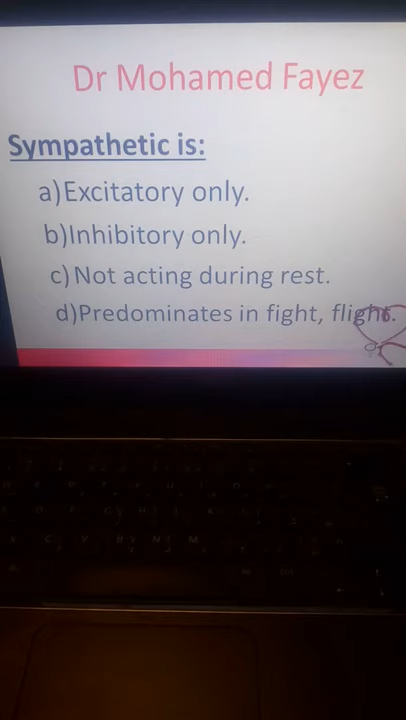 Dr Mohamed Fayez
Sympathetic is:
a)Excitatory only.
b)Inhibitory only.
c) Not acting during rest.
d)Predominates in fight, flight.